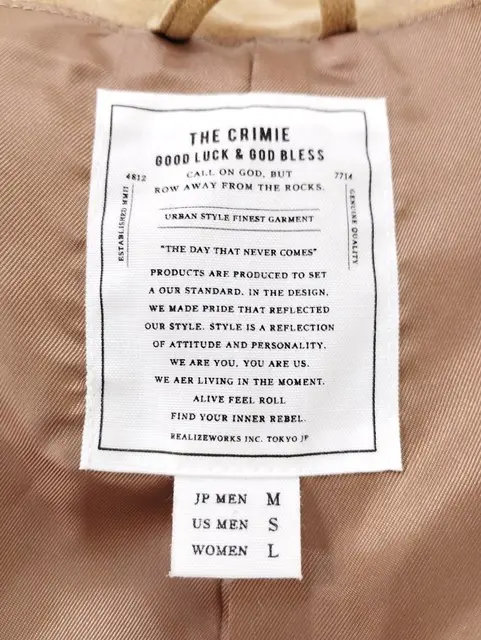 THE CRIMIE
GOOD LUCK & GOD BLESS
4812
CALL ON GOD, BUT
7714
ROW AWAY FROM THE ROCKS.
ESTABLISHED MMII
GENUINE QUALITY
URBAN STYLE FINEST GARMENT
"THE DAY THAT NEVER COMES"
PRODUCTS ARE PRODUCED TO SET
A OUR STANDARD. IN THE DESIGN,
WE MADE PRIDE THAT REFLECTED
OUR STYLE. STYLE IS A REFLECTION
OF ATTITUDE AND PERSONALITY.
WE ARE YOU, YOU ARE US.
WE AER LIVING IN THE MOMENT.
ALIVE FEEL ROLL
FIND YOUR INNER REBEL.
REALIZEWORKS INC. TOKYO JP
JP MEN M
US MEN S
WOMEN L